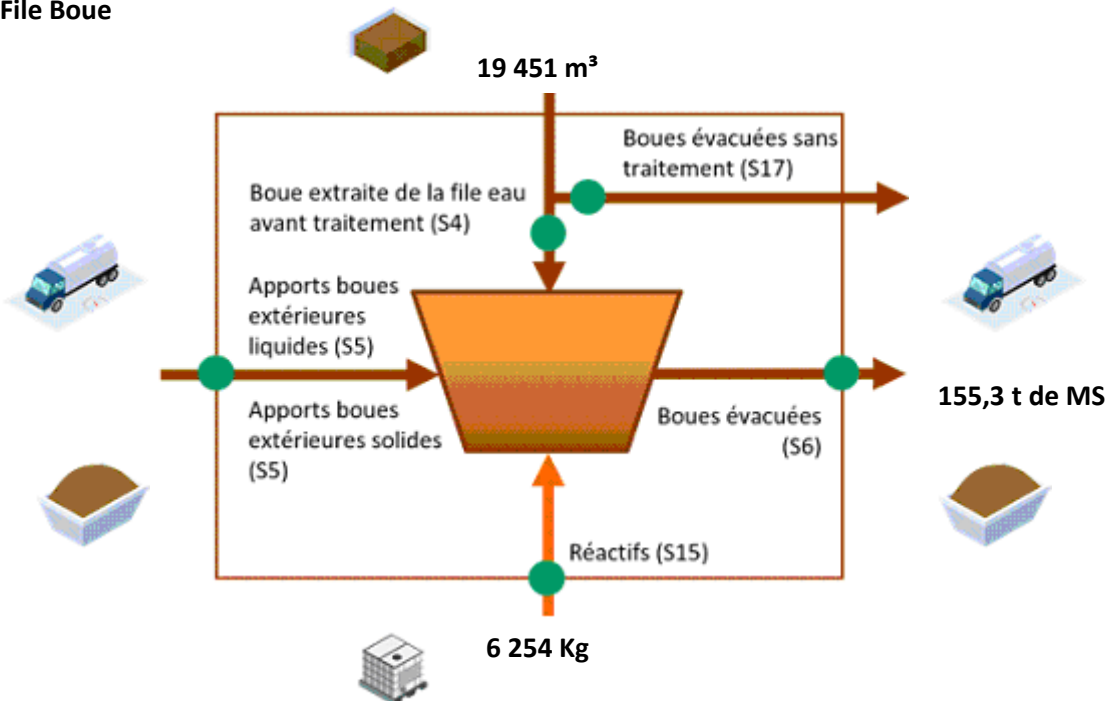 File Boue
19 451 m³
Boues évacuées sans
traitement (S17)
Boue extraite de la file eau
avant traitement (S4)
Apports boues
extérieures
liquides (S5)
155,3 t de MS
Apports boues
extérieures solides
(S5)
Boues évacuées
(S6)
Réactifs (S15)
6 254 Kg